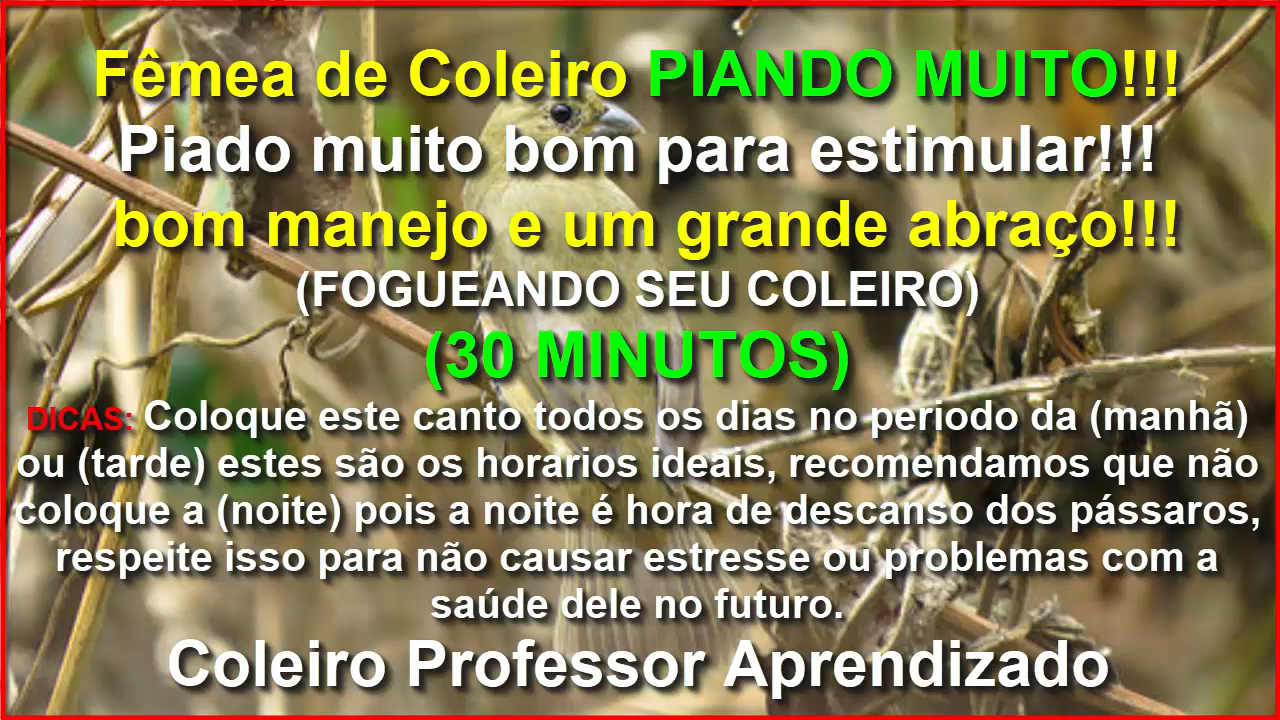 Fêmea de Coleiro PIANDO MUITO!!!
Piado muito bom para estimular!!!
bom manejo e um grande abraço!!!
(FOGUEANDO SEU COLEIRO)
(30 MINUTOS)
DICAS: Coloque este canto todos os dias no periodo da (manhã)
ou (tarde) estes são os horarios ideais, recomendamos que não
coloque a (noite) pois a noite é hora de descanso dos pássaros,
respeite isso para não causar estresse ou problemas com a
saúde dele no futuro.
Coleiro Professor Aprendizado